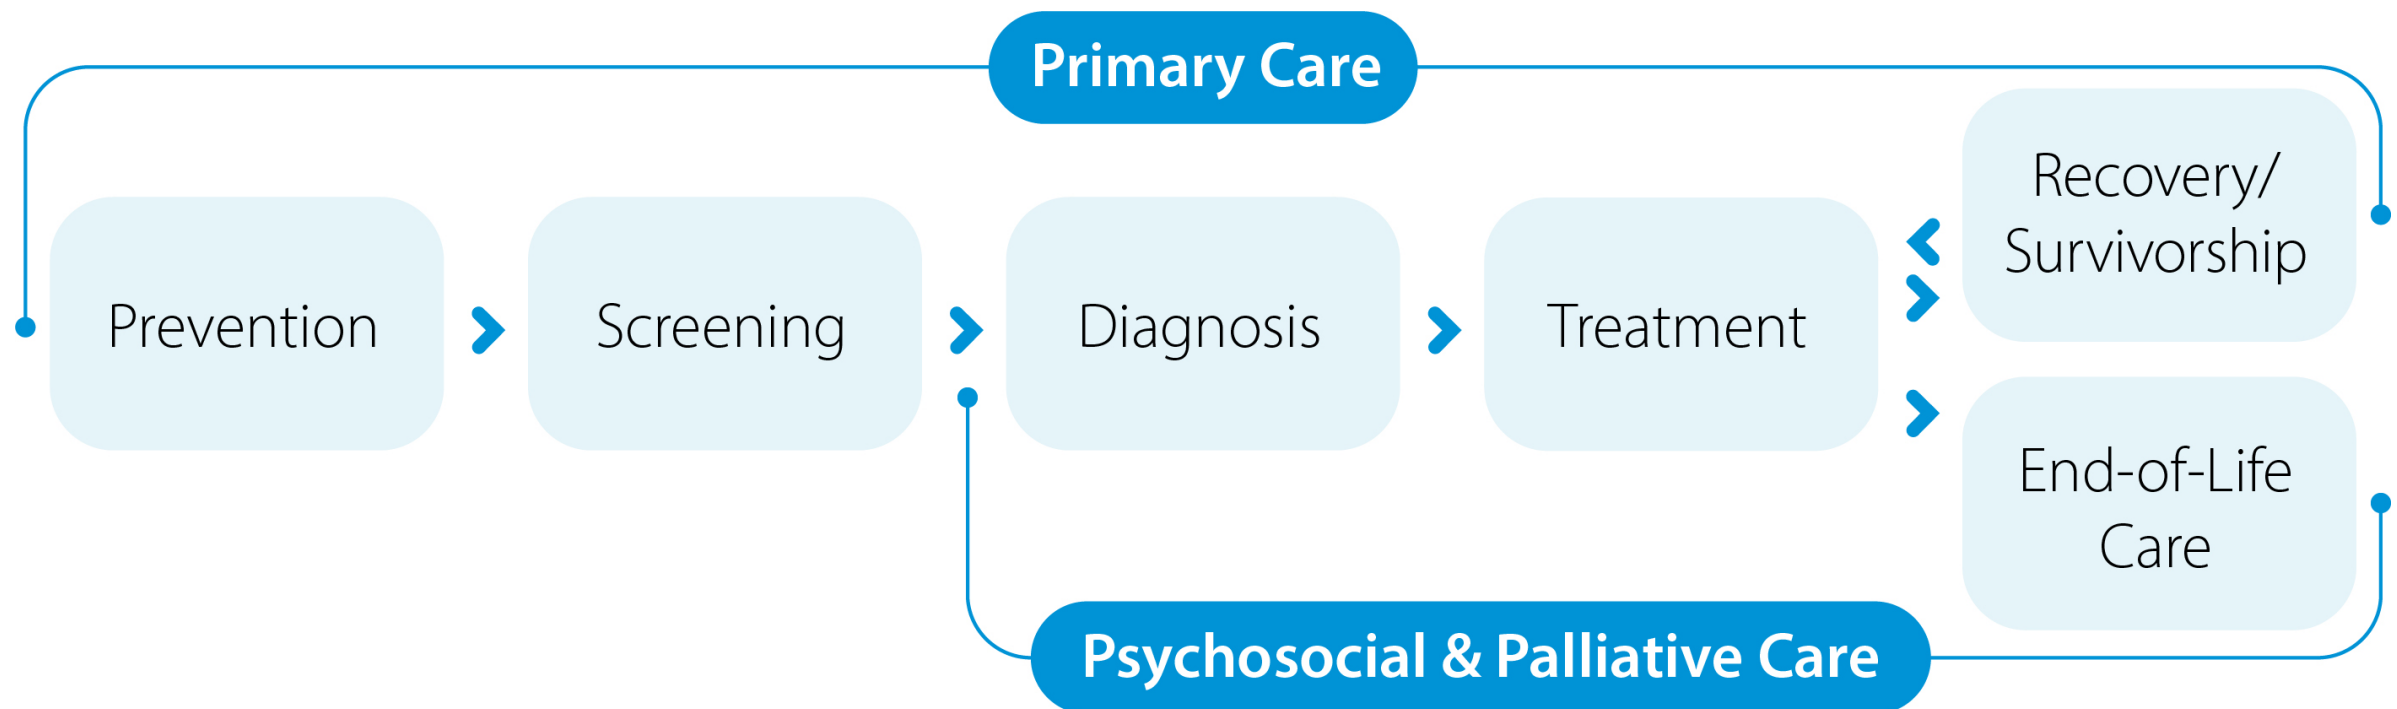 Primary Care
Prevention
Screening
Diagnosis
Treatment
Recovery/
Survivorship
End-of-Life
Care
Psychosocial & Palliative Care